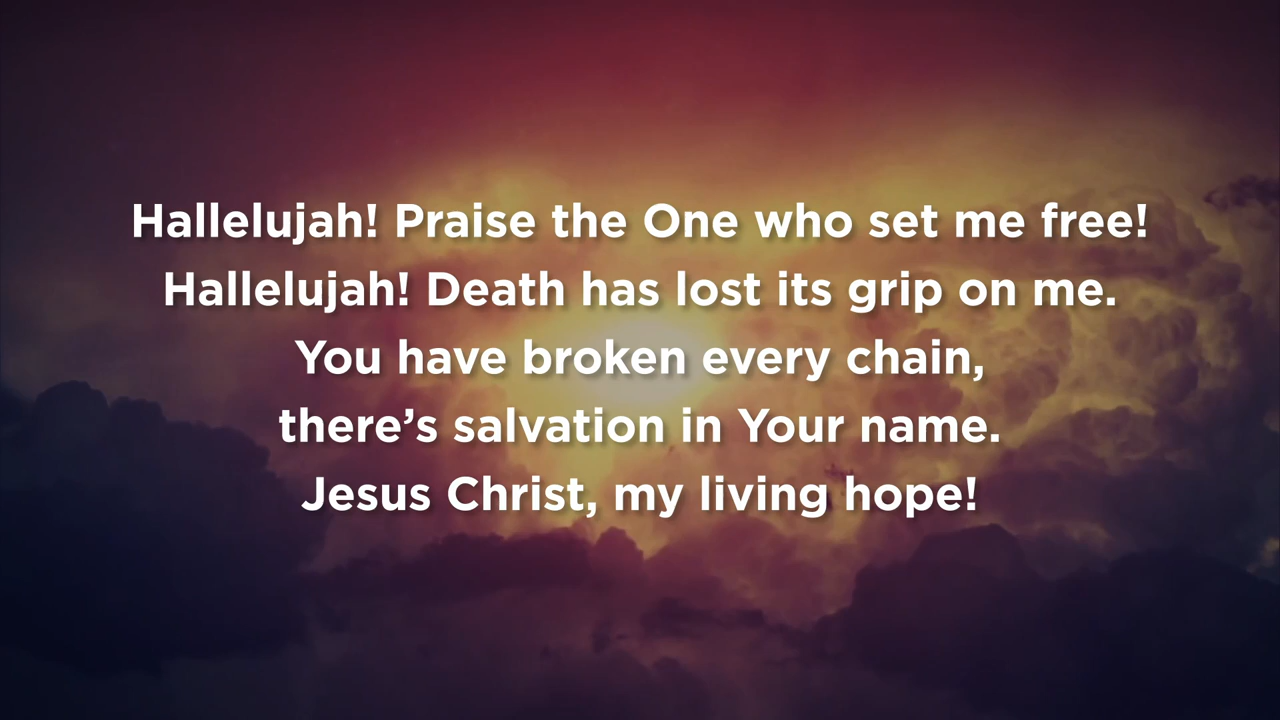 Hallelujah! Praise the One who set me free!
Hallelujah! Death has lost its grip on me.
You have broken every chain,
there’s salvation in Your name.
Jesus Christ, my living hope!